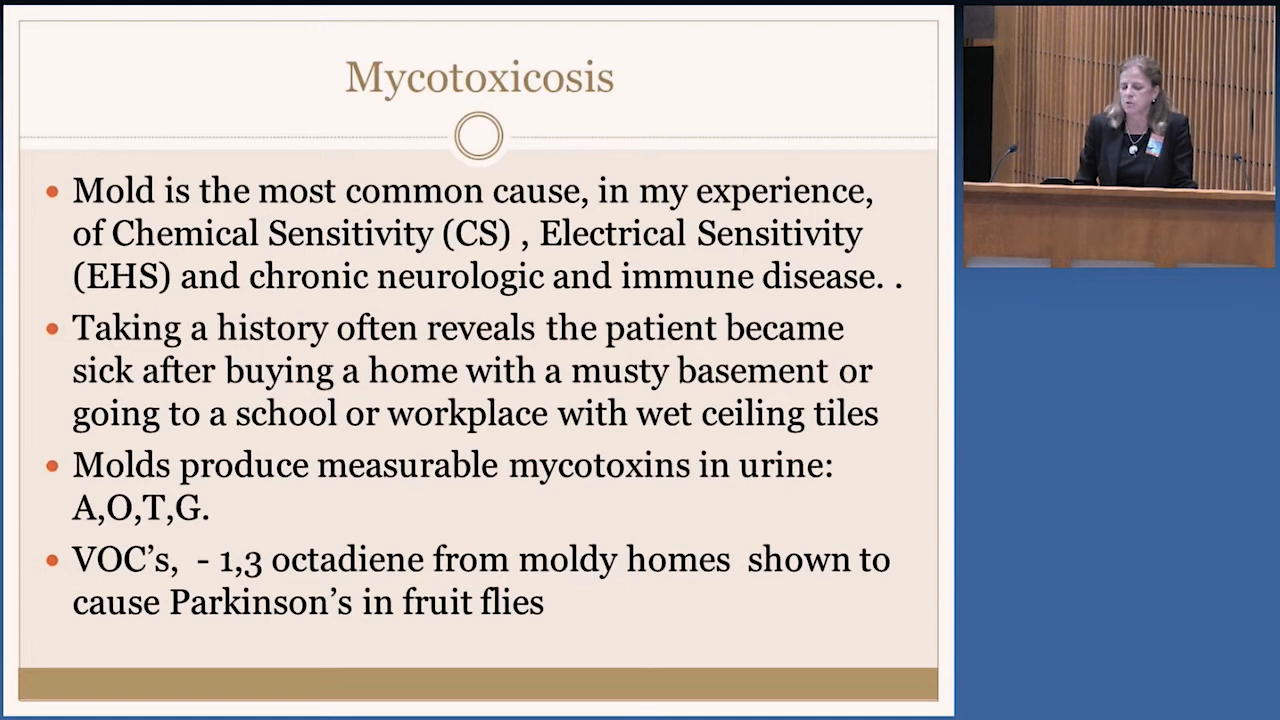 Mycotoxicosis
• Mold is the most common cause, in my experience,
of Chemical Sensitivity (CS) , Electrical Sensitivity
(EHS) and chronic neurologic and immune disease. .
• Taking a history often reveals the patient became
sick after buying a home with a musty basement or
going to a school or workplace with wet ceiling tiles
• Molds produce measurable mycotoxins in urine:
A,O,T,G.
• VOC’s,  - 1,3 octadiene from moldy homes  shown to
cause Parkinson’s in fruit flies